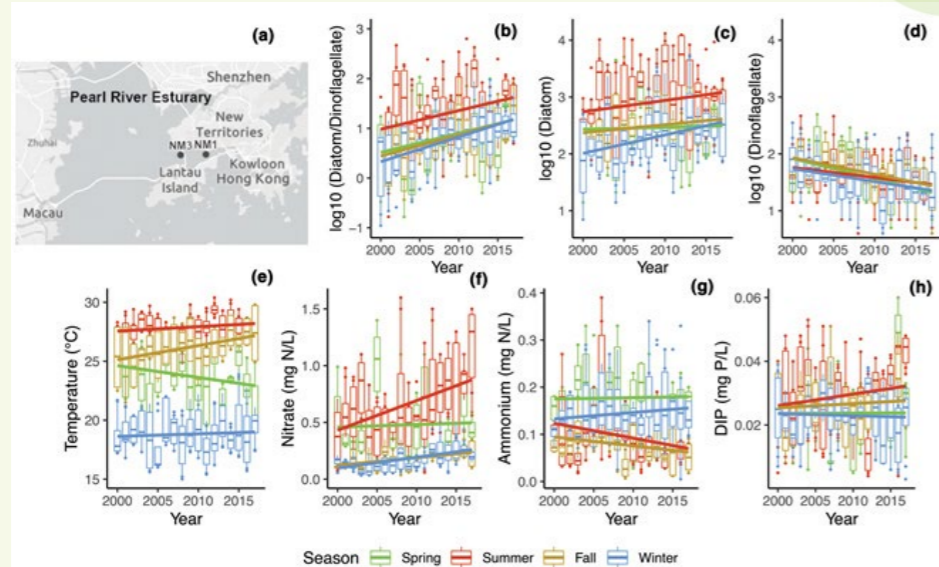 (a)
Shenzhen
Pearl River Esturary
New
Territories
Zhuhai
NM3 NM1
Kowloon
Lantau
Hong Kong
Island
Macau
(b)
log10 (Diatom/Dinoflagellate)
3
2
1
0
−1
2000 2005 2010 2015
Year
(c)
log10 (Diatom)
4
3
2
1
2000 2005 2010 2015
Year
(d)
log10 (Dinoflagellate)
4
3
2
1
2000 2005 2010 2015
Year
(e)
Temperature (°C)
30
25
20
15
2000 2005 2010 2015
Year
(f)
Nitrate (mg N/L)
1.5
1.0
0.5
0.0
2000 2005 2010 2015
Year
(g)
Ammonium (mg N/L)
0.4
0.3
0.2
0.1
0.0
2000 2005 2010 2015
Year
(h)
DIP (mg P/L)
0.06
0.04
0.02
2000 2005 2010 2015
Year
Season Spring Summer Fall Winter